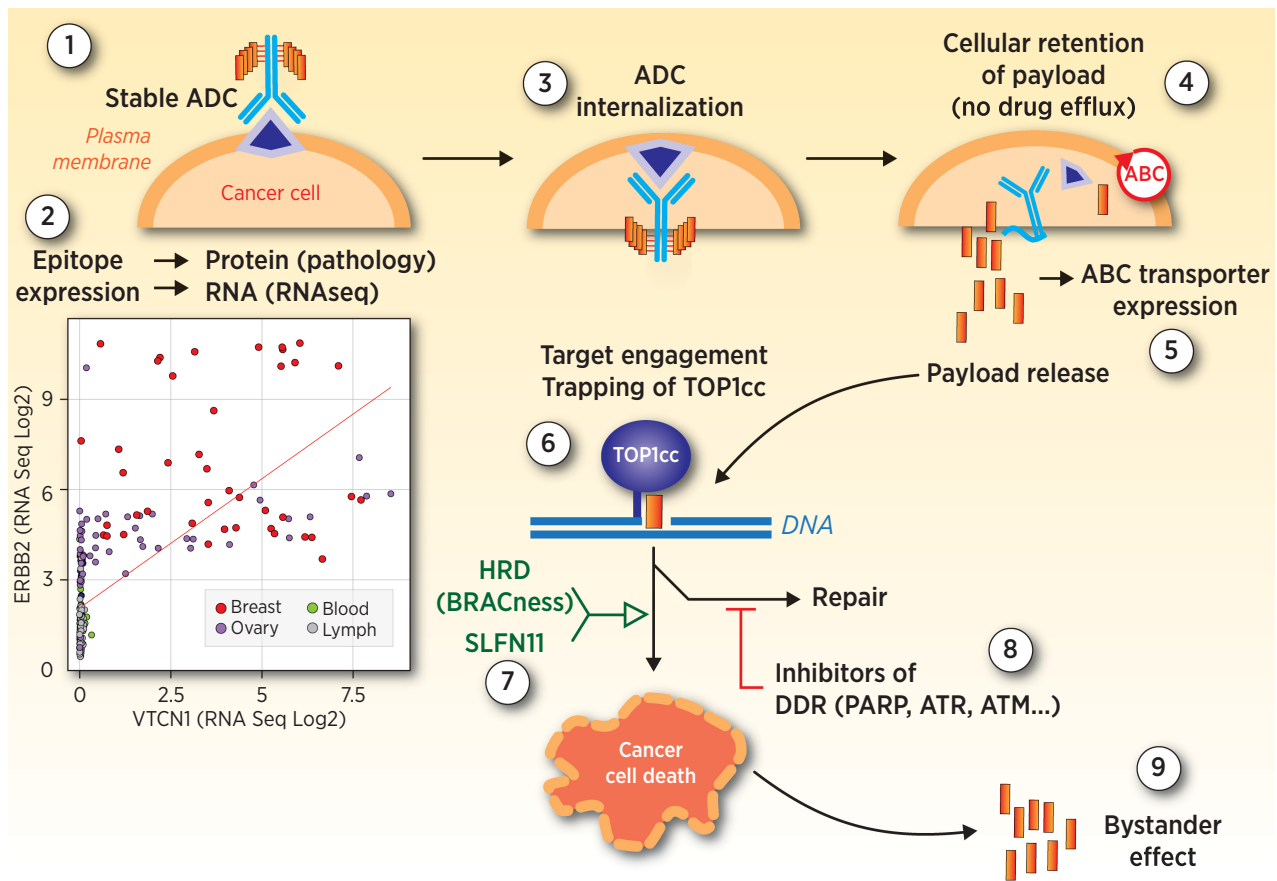 1
Stable ADC
Plasma
membrane
Cancer cell
2
Epitope
expression
Protein (pathology)
RNA (RNAseq)
3
ADC
internalization
Cellular retention
of payload
(no drug efflux)
4
ABC
ABC transporter
expression
5
Payload release
ERBB2 (RNA Seq Log2)
9
6
3
0
0
2.5
5
7.5
VTCN1 (RNA Seq Log2)
Breast
Blood
Ovary
Lymph
Target engagement
Trapping of TOP1cc
6
TOP1cc
DNA
HRD
(BRACness)
SLFN11
7
Repair
8
Inhibitors of
DDR (PARP, ATR, ATM...)
Cancer
cell death
9
Bystander
effect